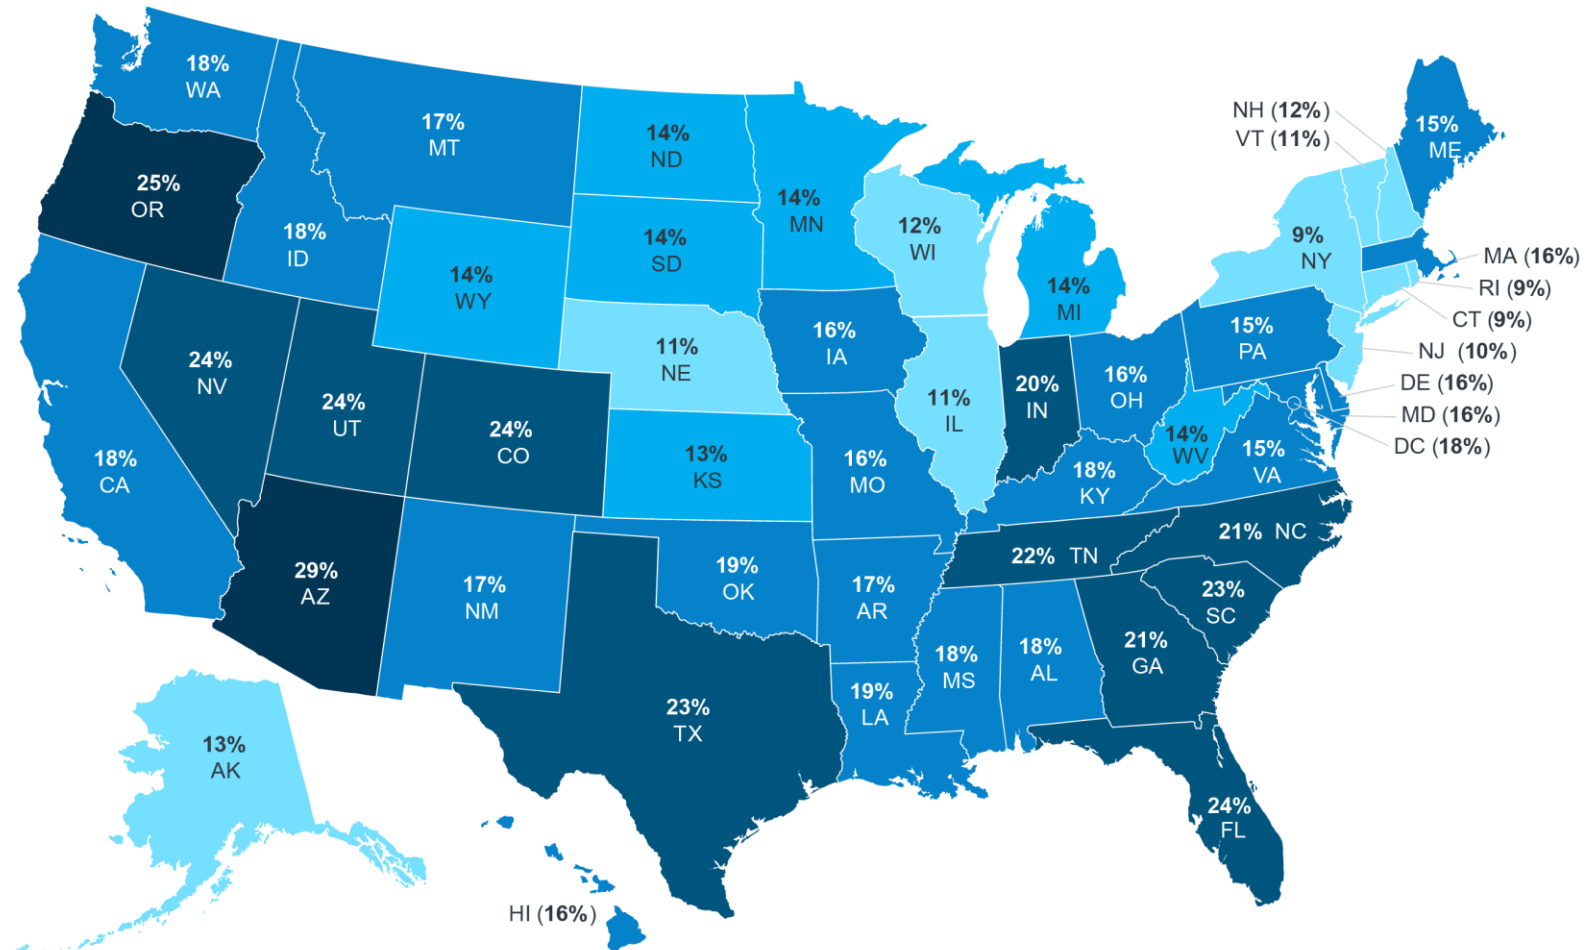 18%
WA
25%
OR
18%
ID
17%
MT
14%
ND
14%
MN
14%
SD
14%
WY
12%
WI
14%
MI
NH (12%)
VT (11%)
15%
ME
9%
NY
MA (16%)
RI (9%)
CT (9%)
NJ (10%)
DE (16%)
MD (16%)
DC (18%)
24%
NV
18%
CA
24%
UT
24%
CO
11%
NE
13%
KS
16%
IA
16%
MO
11%
IL
20%
IN
16%
OH
15%
PA
14%
WV
15%
VA
18%
KY
22% TN
21% NC
23%
SC
29%
AZ
17%
NM
19%
OK
17%
AR
18%
MS
18%
AL
21%
GA
23%
TX
19%
LA
24%
FL
13%
AK
HI (16%)